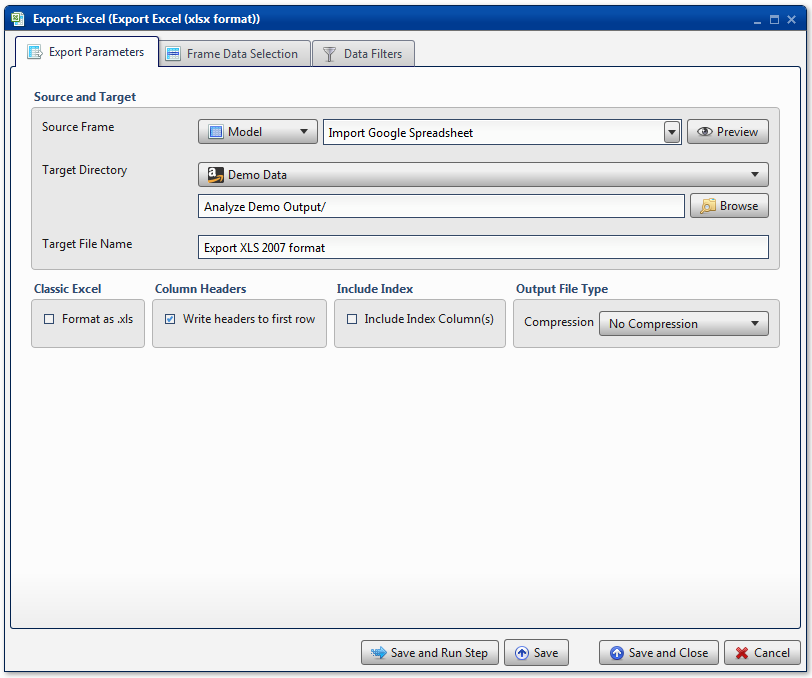 Export: Excel (Export Excel (xlsx format))
Export Parameters Frame Data Selection Data Filters
Source and Target
Source Frame Model Import Google Spreadsheet Preview
Target Directory Demo Data
Analyze Demo Output/ Browse
Target File Name Export XLS 2007 format
Classic Excel Column Headers Include Index Output File Type
Format as .xls Write headers to first row Include Index Column(s) Compression No Compression
Save and Run Step Save Save and Close Cancel